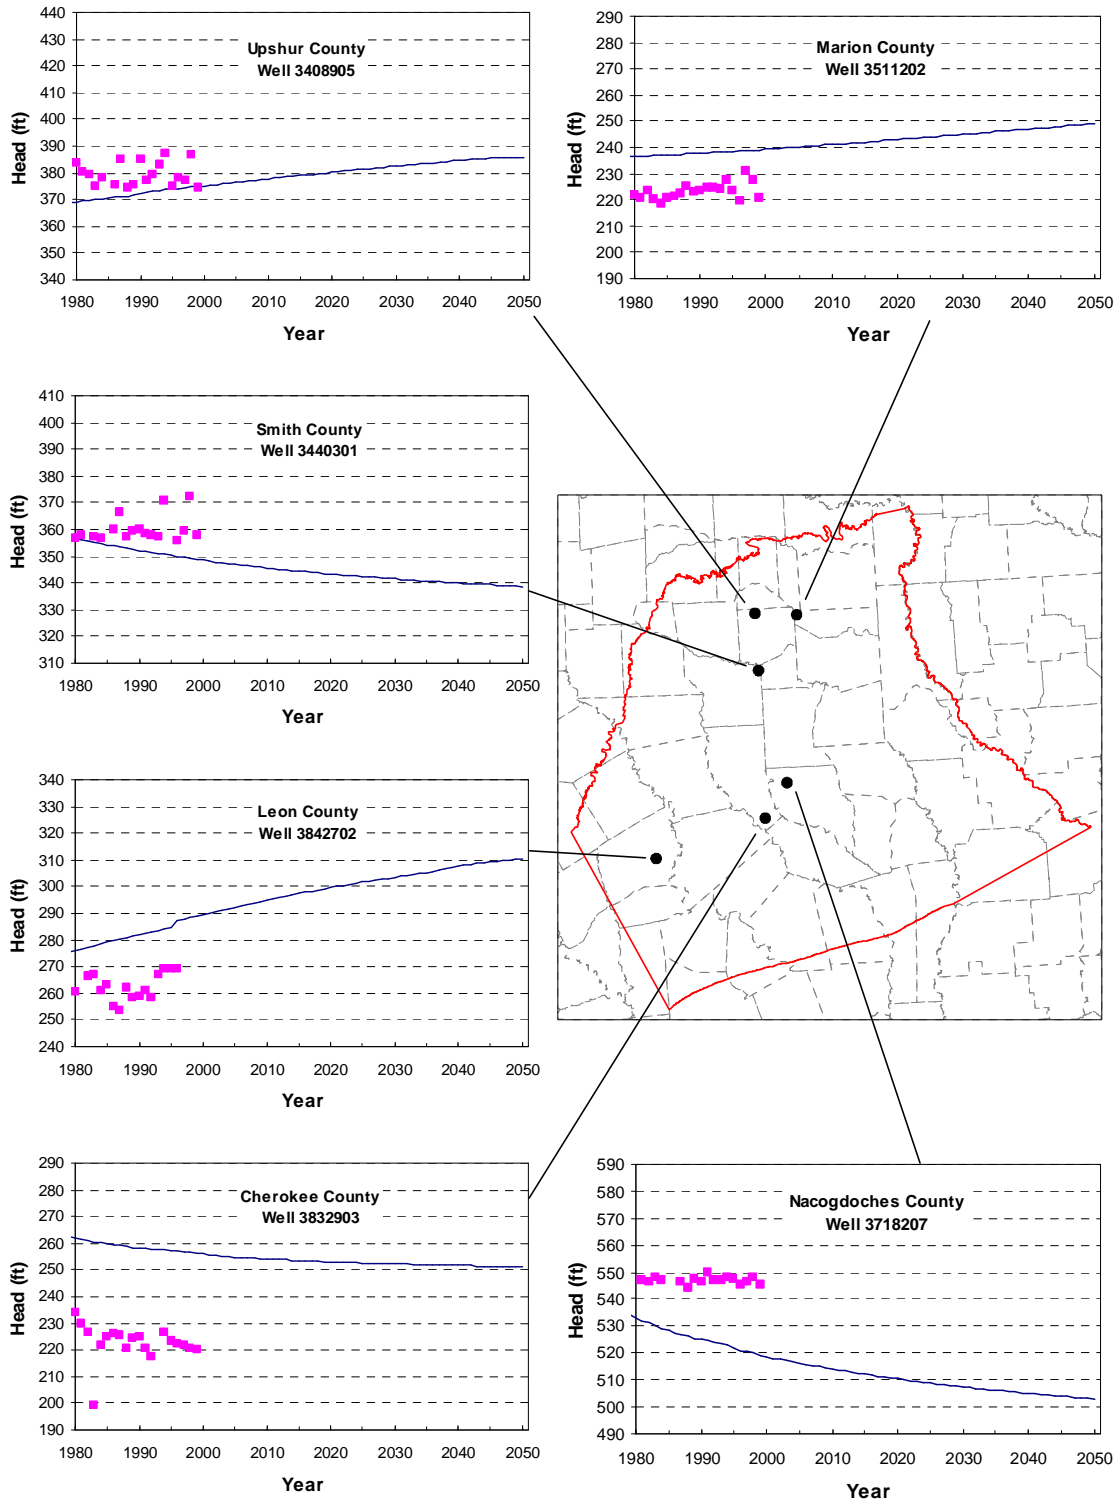 Upshur County
Well 3408905
Head (ft)
440
430
420
410
400
390
380
370
360
350
340
1980 1990 2000 2010 2020 2030 2040 2050
Year
Marion County
Well 3511202
Head (ft)
290
280
270
260
250
240
230
220
210
200
190
1980 1990 2000 2010 2020 2030 2040 2050
Year
Smith County
Well 3440301
Head (ft)
410
400
390
380
370
360
350
340
330
320
310
1980 1990 2000 2010 2020 2030 2040 2050
Year
Leon County
Well 3842702
Head (ft)
340
330
320
310
300
290
280
270
260
250
240
1980 1990 2000 2010 2020 2030 2040 2050
Year
Cherokee County
Well 3832903
Head (ft)
290
280
270
260
250
240
230
220
210
200
190
1980 1990 2000 2010 2020 2030 2040 2050
Year
Nacogdoches County
Well 3718207
Head (ft)
590
580
570
560
550
540
530
520
510
500
490
1980 1990 2000 2010 2020 2030 2040 2050
Year